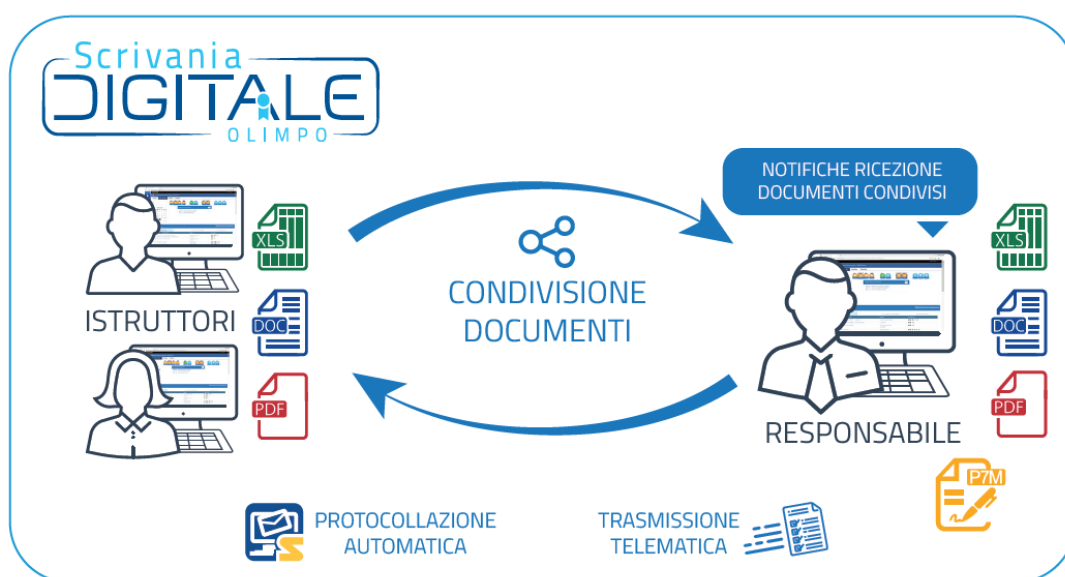 Scrivania
DIGITALE
OLIMPO
NOTIFICHE RICEZIONE
DOCUMENTI CONDIVISI
XLS
DOC
PDF
ISTRUTTORI
CONDIVISIONE
DOCUMENTI
XLS
DOC
PDF
RESPONSABILE
P7M
PROTOCOLLAZIONE
AUTOMATICA
TRASMISSIONE
TELEMATICA